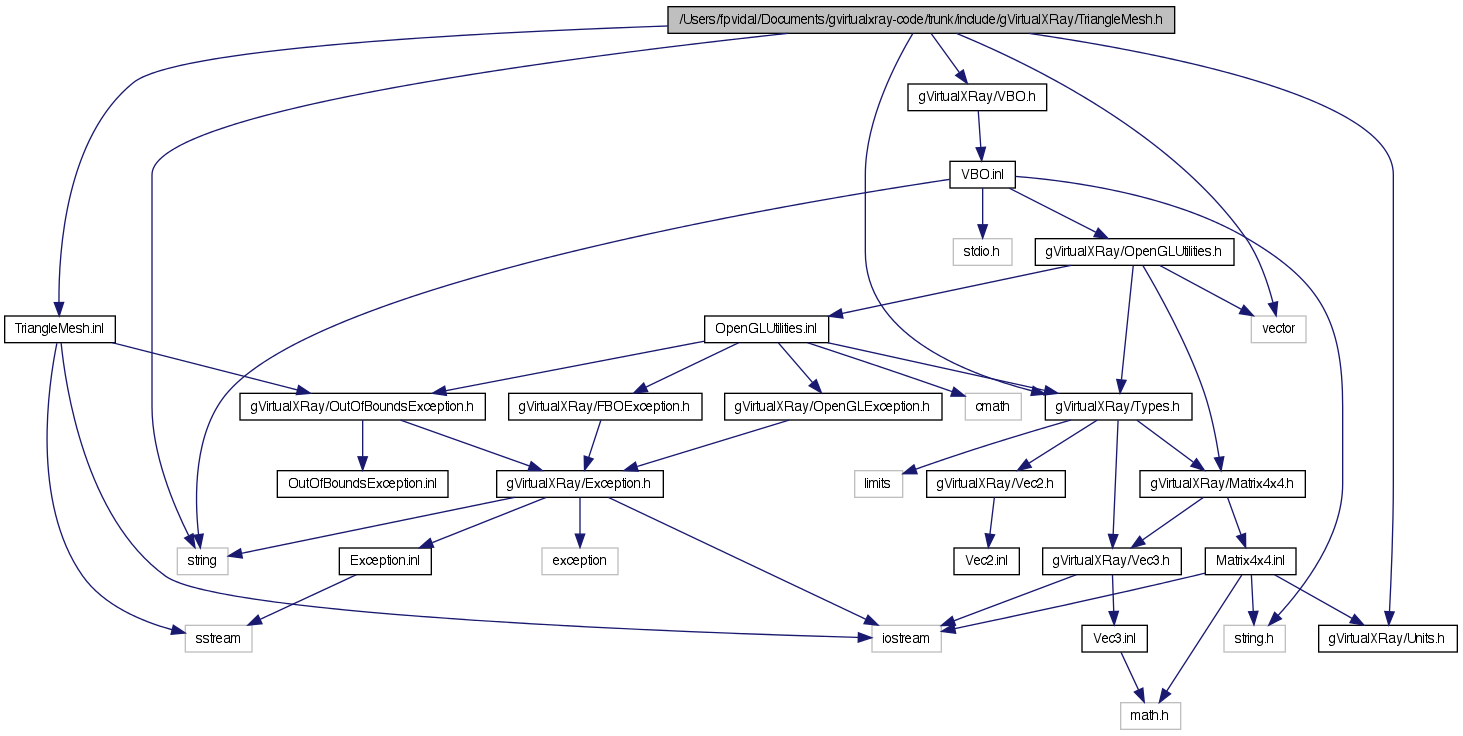 /Users/fpvidal/Documents/gvirtualxray-code/trunk/include/gVirtualXRay/TriangleMesh.h
gVirtualXRay/VBO.h
VBO.inl
stdio.h
gVirtualXRay/OpenGLUtilities.h
TriangleMesh.inl
OpenGLUtilities.inl
vector
gVirtualXRay/OutOfBoundsException.h
gVirtualXRay/FBOException.h
gVirtualXRay/OpenGLException.h
cmath
gVirtualXRay/Types.h
OutOfBoundsException.inl
gVirtualXRay/Exception.h
limits
gVirtualXRay/Vec2.h
gVirtualXRay/Matrix4x4.h
string
Exception.inl
exception
Vec2.inl
gVirtualXRay/Vec3.h
Matrix4x4.inl
sstream
iostream
Vec3.inl
string.h
gVirtualXRay/Units.h
math.h